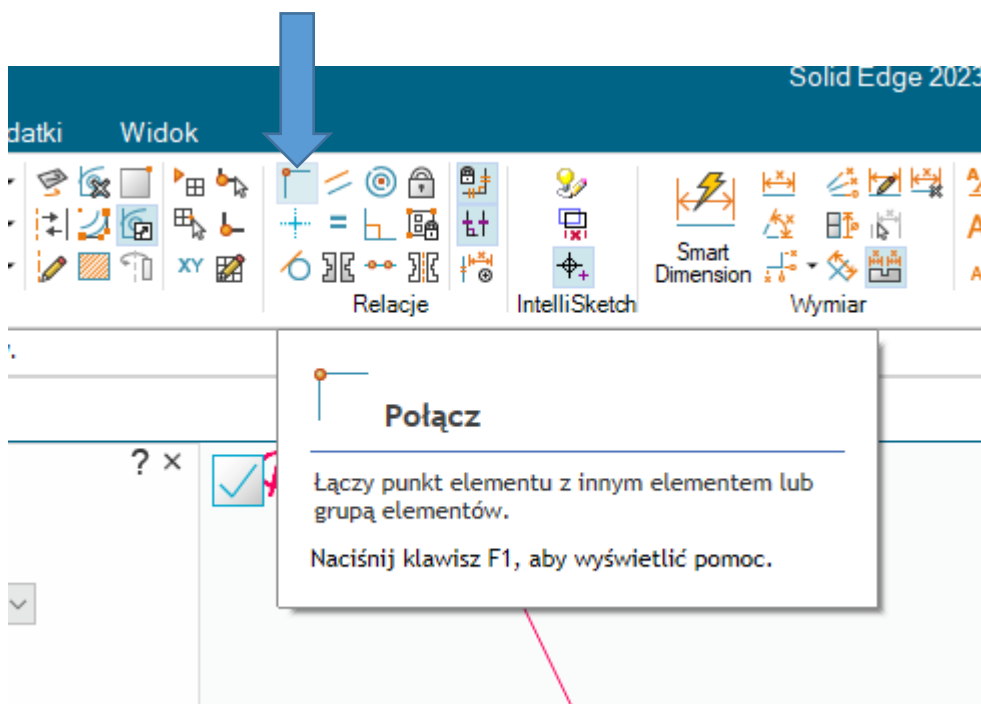 Solid Edge 2023
datki Widok
XY
Smart
Dimension
Relacje IntelliSketch Wymiar
? ×
Połącz
Łączy punkt elementu z innym elementem lub
grupą elementów.
Naciśnij klawisz F1, aby wyświetlić pomoc.